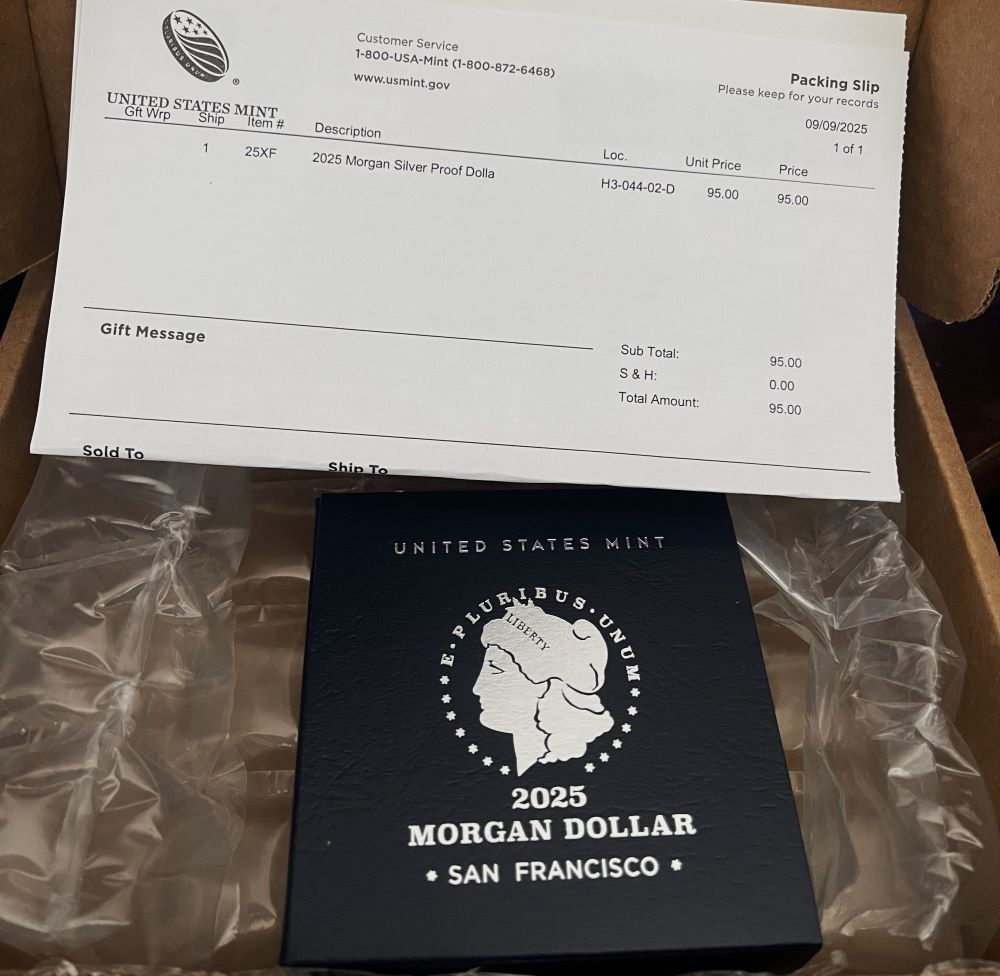 E PLURIBUS UNUM
®
UNITED STATES MINT
Customer Service
1-800-USA-Mint (1-800-872-6468)
www.usmint.gov
Packing Slip
Please keep for your records
09/09/2025
1 of 1
Gft Wrp Ship Item # Description Loc. Unit Price Price
1 25XF 2025 Morgan Silver Proof Dolla H3-044-02-D 95.00 95.00
Gift Message
Sub Total: 95.00
S & H: 0.00
Total Amount: 95.00
Sold To Ship To
UNITED STATES MINT
E·PLURIBUS·UNUM
LIBERTY
2025
MORGAN DOLLAR
SAN FRANCISCO